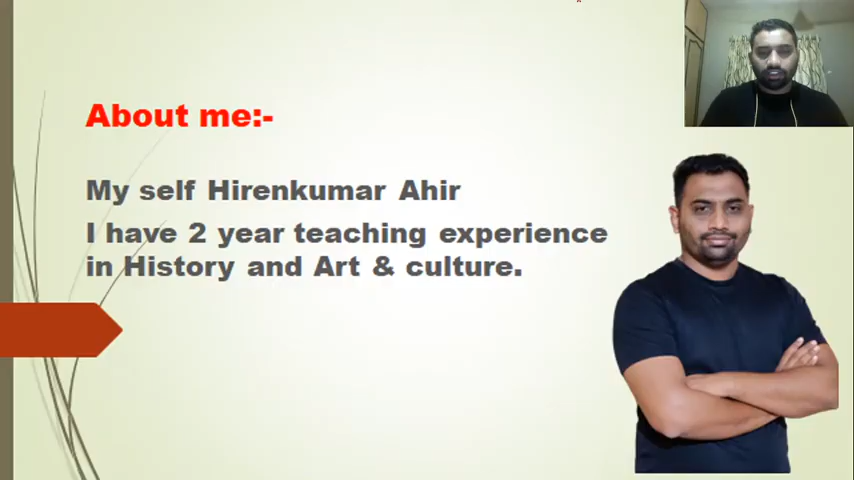 About me:-
My self Hirenkumar Ahir
I have 2 year teaching experience
in History and Art & culture.